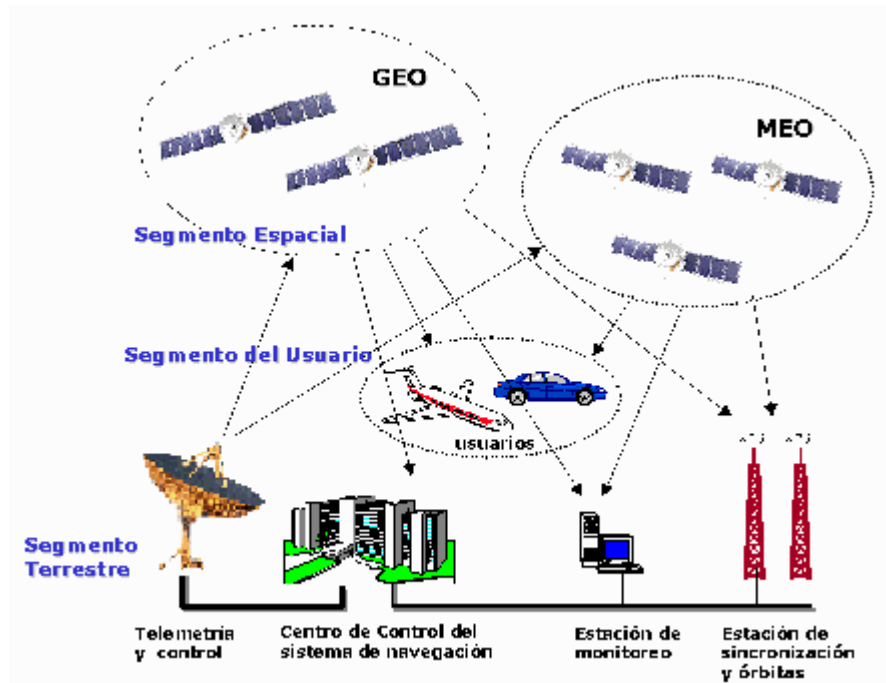 GEO
MEO
Segmento Espacial
Segmento del Usuario
usuarios
Segmento
Terrestre
Telemetria
y control
Centro de Control del
sistema de navegación
Estación de
monitoreo
Estación de
sincronización
y órbitas